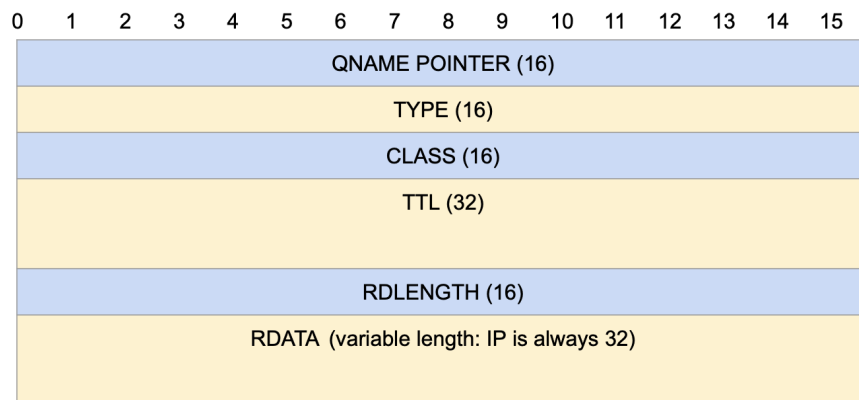 0 1 2 3 4 5 6 7 8 9 10 11 12 13 14 15
QNAME POINTER (16)
TYPE (16)
CLASS (16)
TTL (32)
RDLENGTH (16)
RDATA (variable length: IP is always 32)